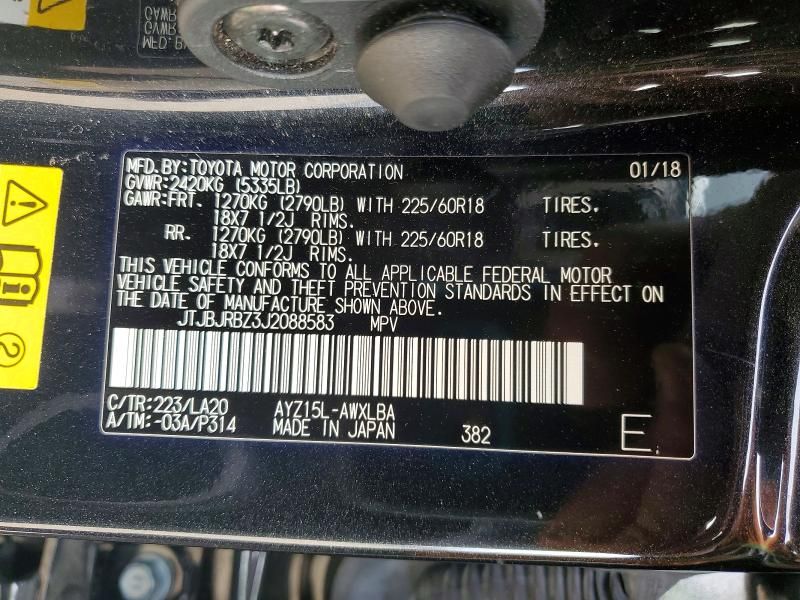 MFD.BY:TOYOTA MOTOR CORPORATION 01/18
GVWR:2420KG (5335LB)
GAWR:FRT. 1270KG (2790LB) WITH 225/60R18 TIRES.
18X7 1/2J RIMS.
RR. 1270KG (2790LB) WITH 225/60R18 TIRES.
18X7 1/2J RIMS.
THIS VEHICLE CONFORMS TO ALL APPLICABLE FEDERAL MOTOR
VEHICLE SAFETY AND THEFT PREVENTION STANDARDS IN EFFECT ON
THE DATE OF MANUFACTURE SHOWN ABOVE.
JTJBJRBZ3J2088583 MPV
C/TR:223/LA20 AYZ15L-AWXLBA
A/TM:-03A/P314 MADE IN JAPAN 382 E.